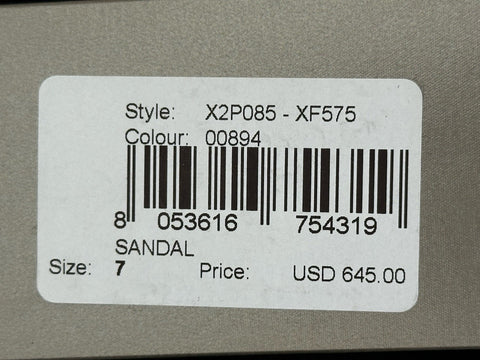 Style: X2P085 - XF575
Colour: 00894
8 053616 754319
SANDAL
Size: 7 Price: USD 645.00